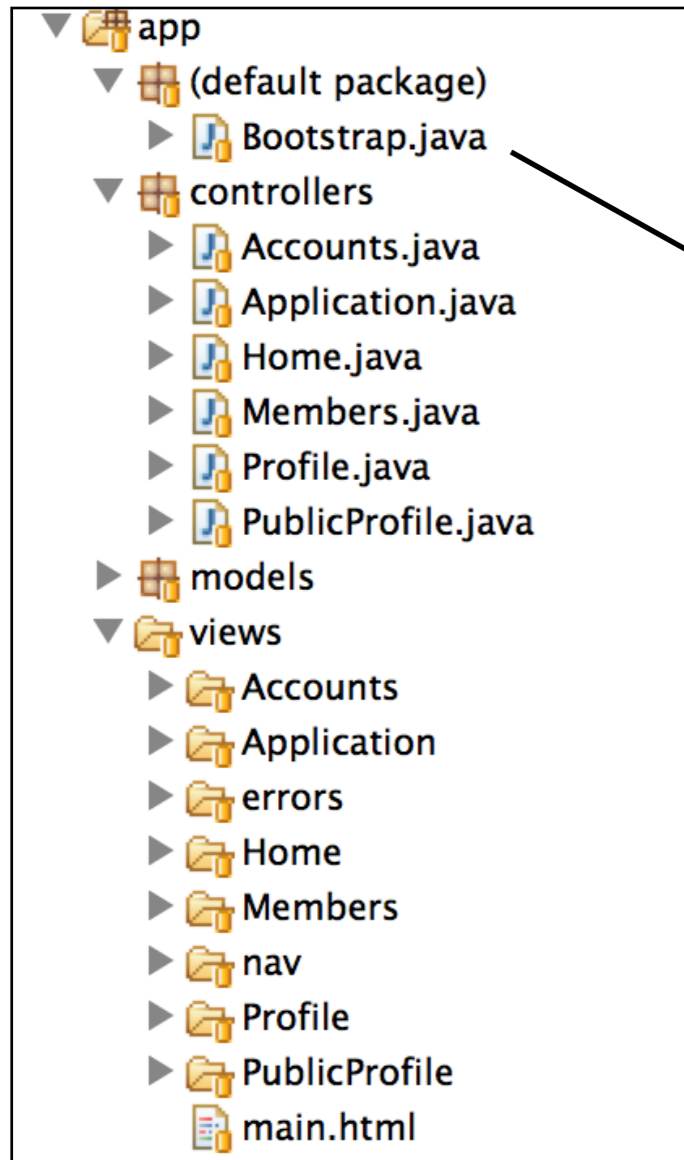 app
(default package)
Bootstrap.java
controllers
Accounts.java
Application.java
Home.java
Members.java
Profile.java
PublicProfile.java
models
views
Accounts
Application
errors
Home
Members
nav
Profile
PublicProfile
main.html